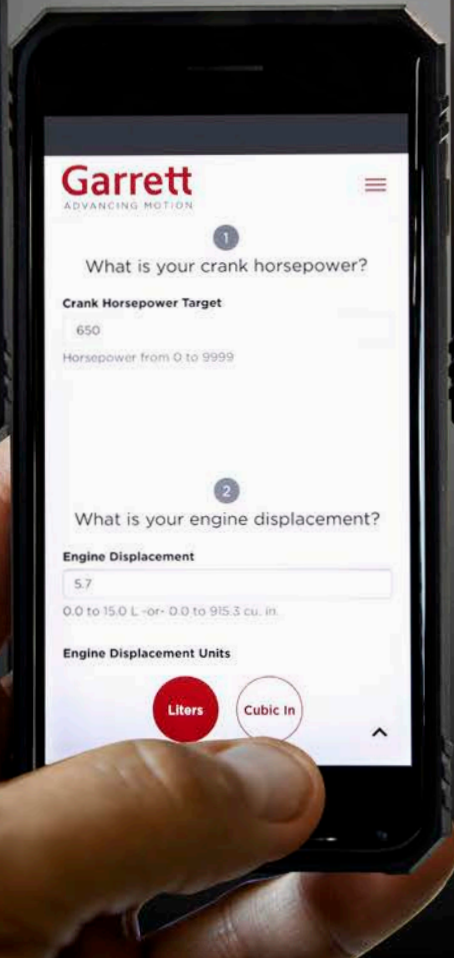 Garrett
ADVANCING MOTION
1
What is your crank horsepower?
Crank Horsepower Target
650
Horsepower from 0 to 9999
2
What is your engine displacement?
Engine Displacement
5.7
0.0 to 15.0 L -or- 0.0 to 915.3 cu. in.
Engine Displacement Units
Liters
Cubic In